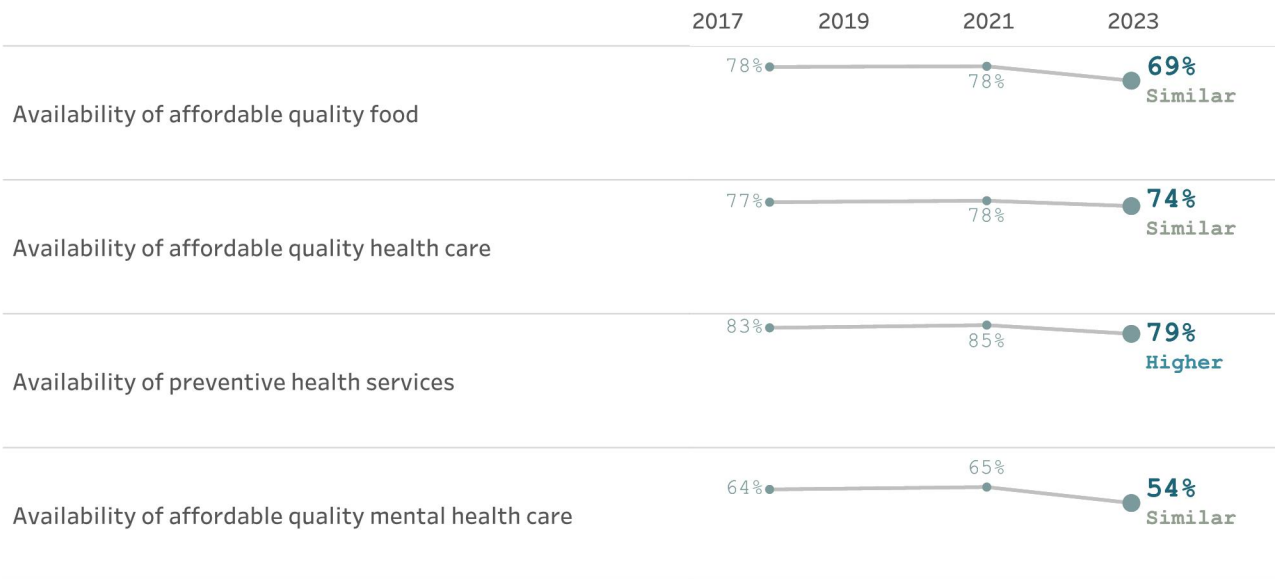 2017 2019 2021 2023
Availability of affordable quality food
78%
78%
69%
Similar
Availability of affordable quality health care
77%
78%
74%
Similar
Availability of preventive health services
83%
85%
79%
Higher
Availability of affordable quality mental health care
64%
65%
54%
Similar